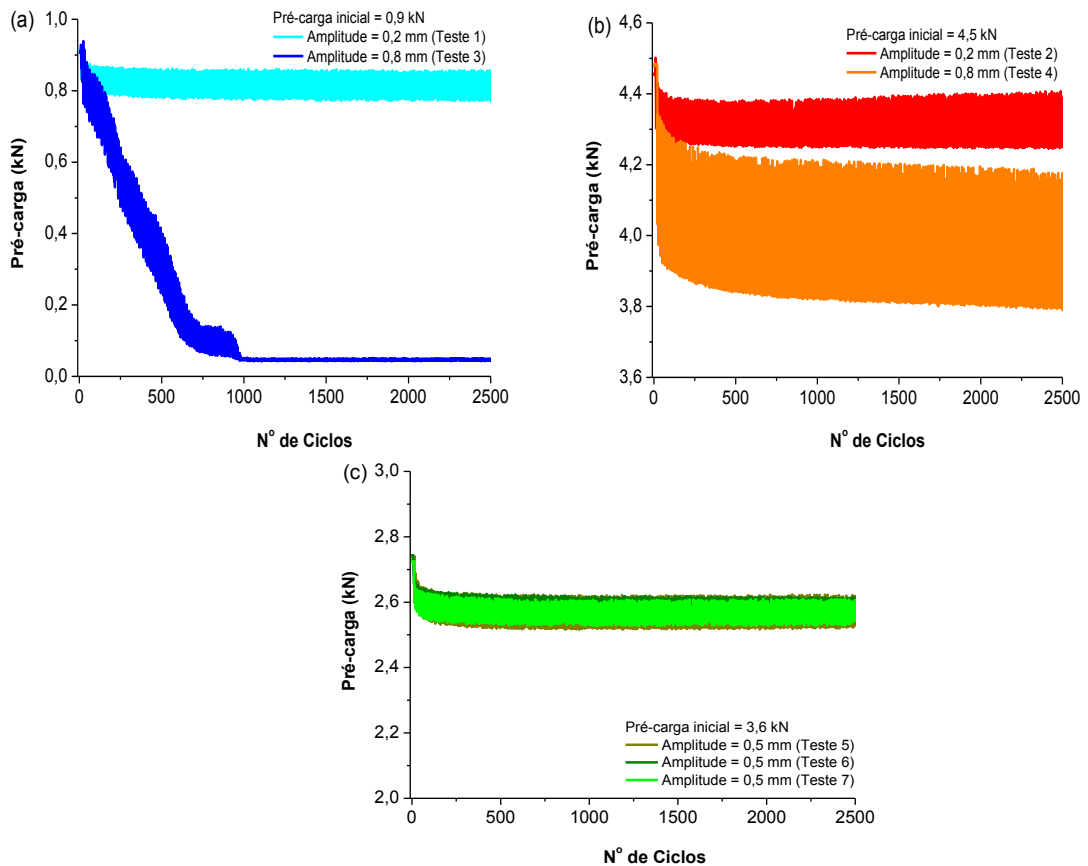 (a)
Pré-carga inicial = 0,9 kN
Amplitude = 0,2 mm (Teste 1)
Amplitude = 0,8 mm (Teste 3)
1,0
0,8
0,6
0,4
0,2
0,0
Pré-carga (kN)
0 500 1000 1500 2000 2500
Nº de Ciclos
(b)
Pré-carga inicial = 4,5 kN
Amplitude = 0,2 mm (Teste 2)
Amplitude = 0,8 mm (Teste 4)
4,6
4,4
4,2
4,0
3,8
3,6
Pré-carga (kN)
0 500 1000 1500 2000 2500
Nº de Ciclos
(c)
3,0
2,8
2,6
2,4
2,2
2,0
Pré-carga (kN)
Pré-carga inicial = 3,6 kN
Amplitude = 0,5 mm (Teste 5)
Amplitude = 0,5 mm (Teste 6)
Amplitude = 0,5 mm (Teste 7)
0 500 1000 1500 2000 2500
Nº de Ciclos